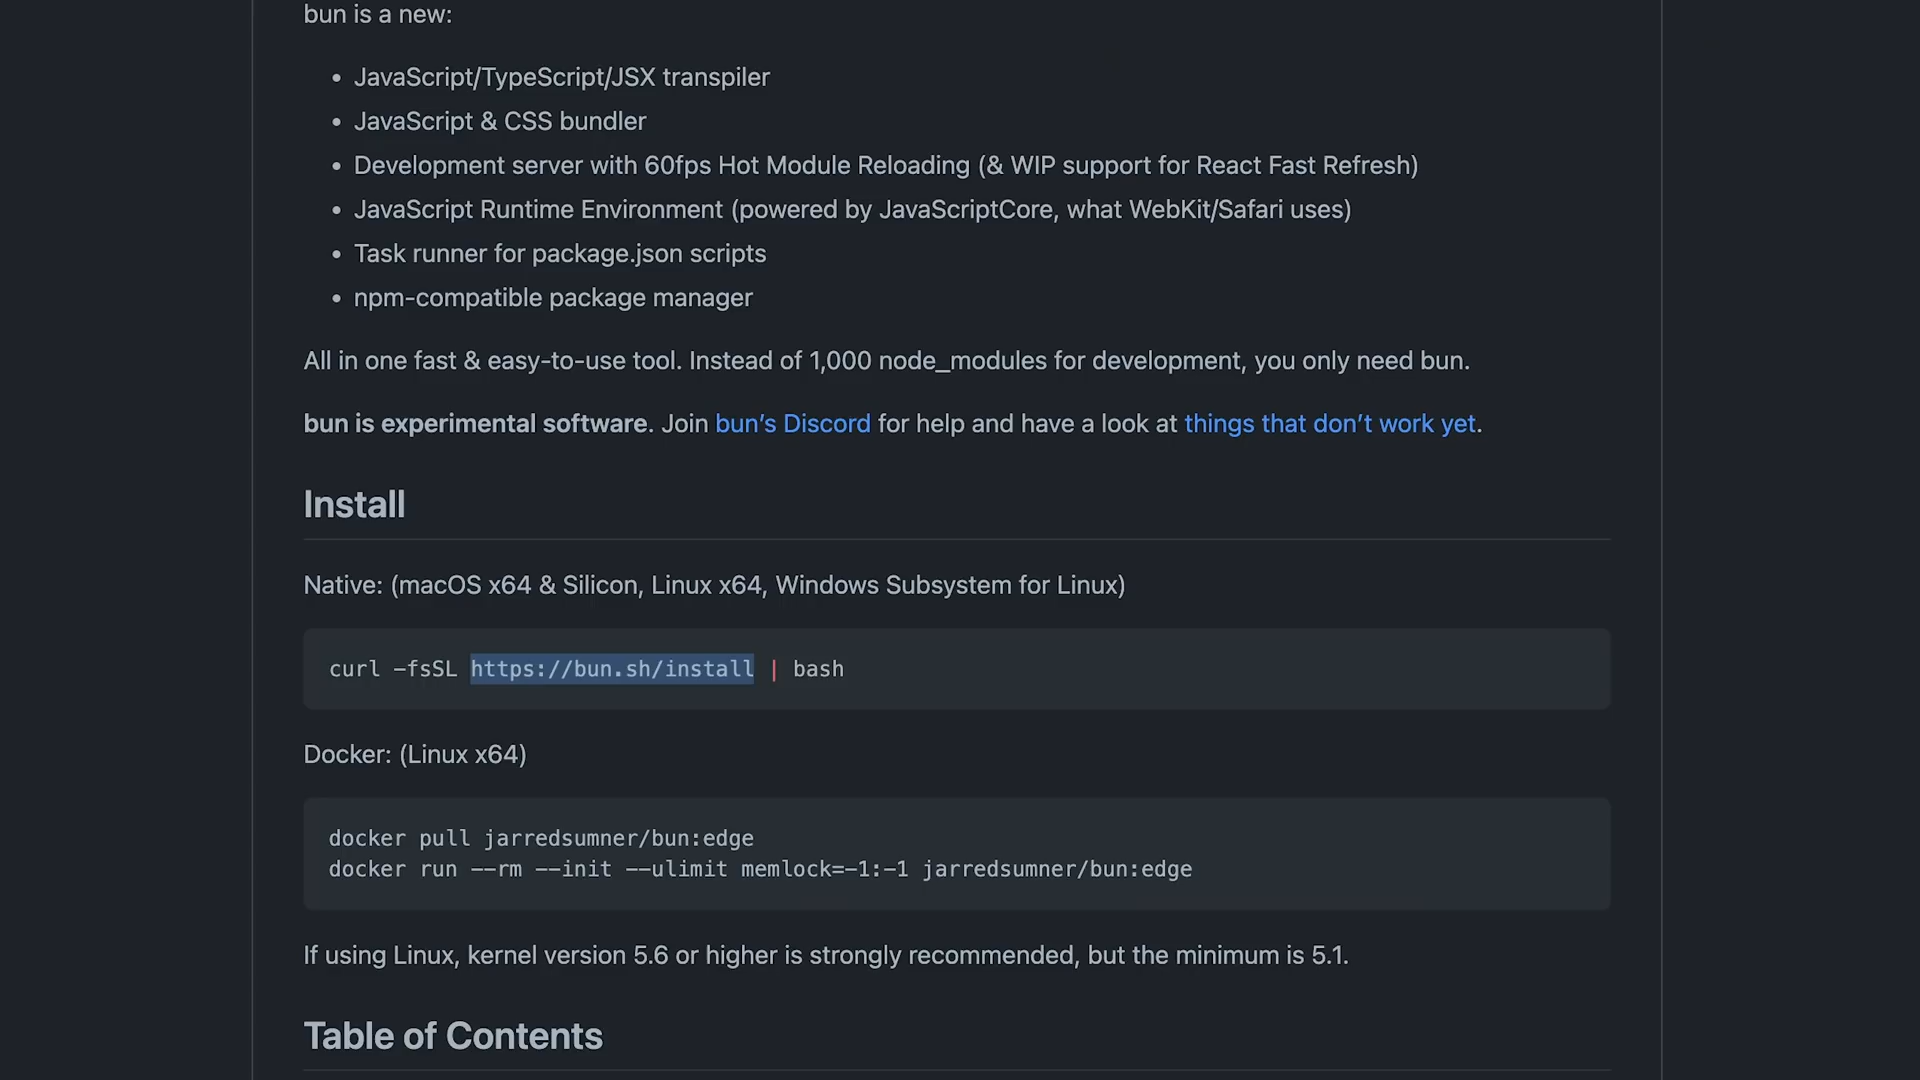 bun is a new:
• JavaScript/TypeScript/JSX transpiler
• JavaScript & CSS bundler
• Development server with 60fps Hot Module Reloading (& WIP support for React Fast Refresh)
• JavaScript Runtime Environment (powered by JavaScriptCore, what WebKit/Safari uses)
• Task runner for package.json scripts
• npm-compatible package manager
All in one fast & easy-to-use tool. Instead of 1,000 node_modules for development, you only need bun.
bun is experimental software. Join bun’s Discord for help and have a look at things that don’t work yet.
Install
Native: (macOS x64 & Silicon, Linux x64, Windows Subsystem for Linux)
curl -fsSL https://bun.sh/install | bash
Docker: (Linux x64)
docker pull jarredsumner/bun:edge
docker run --rm --init --ulimit memlock=-1:-1 jarredsumner/bun:edge
If using Linux, kernel version 5.6 or higher is strongly recommended, but the minimum is 5.1.
Table of Contents